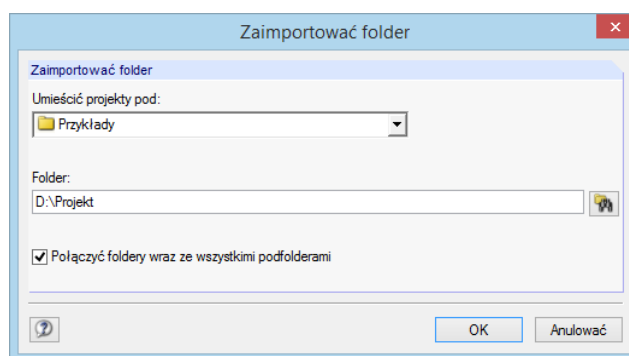 Zaimportować folder
Zaimportować folder
Umieścić projekty pod:
Przykłady
Folder:
D:\Projekt
Połączyć foldery wraz ze wszystkimi podfolderami
OK Anulować